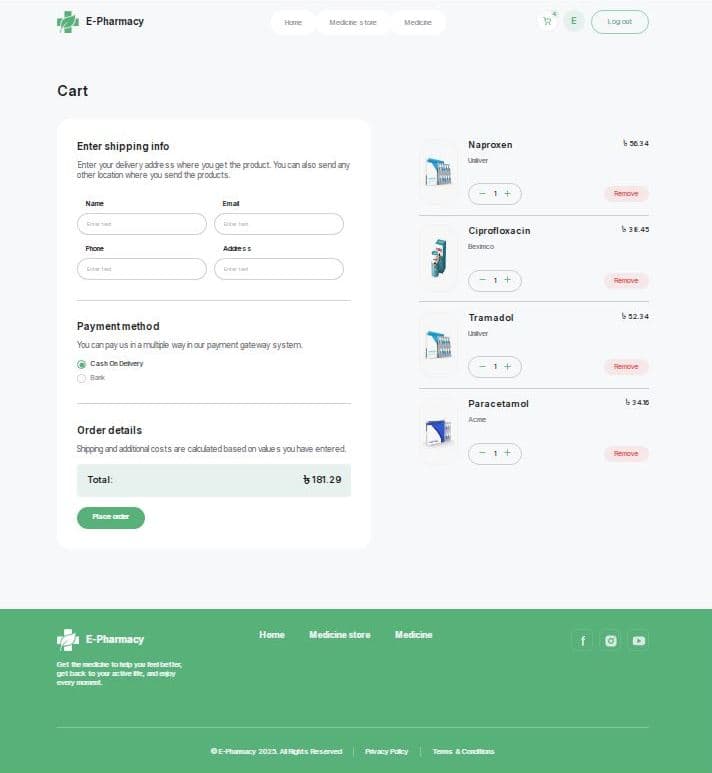 E-Pharmacy
Home
Medicine store
Medicine
4
E
Log out
Cart
Enter shipping info
Enter your delivery address where you get the product. You can also send any
other location where you send the products.
Name
Email
Enter text
Enter text
Phone
Address
Enter text
Enter text
Payment method
You can pay us in a multiple way in our payment gateway system.
Cash On Delivery
Bank
Order details
Shipping and additional costs are calculated based on values you have entered.
Total:
৳ 181.29
Place order
Naproxen
৳ 56.34
Uniliver
1
Remove
Ciprofloxacin
৳ 38.45
Beximco
1
Remove
Tramadol
৳ 52.34
Uniliver
1
Remove
Paracetamol
৳ 34.16
Acme
1
Remove
E-Pharmacy
Get the medicine to help you feel better,
get back to your active life, and enjoy
every moment.
Home
Medicine store
Medicine
© E-Pharmacy 2025. All Rights Reserved
Privacy Policy
Terms & Conditions